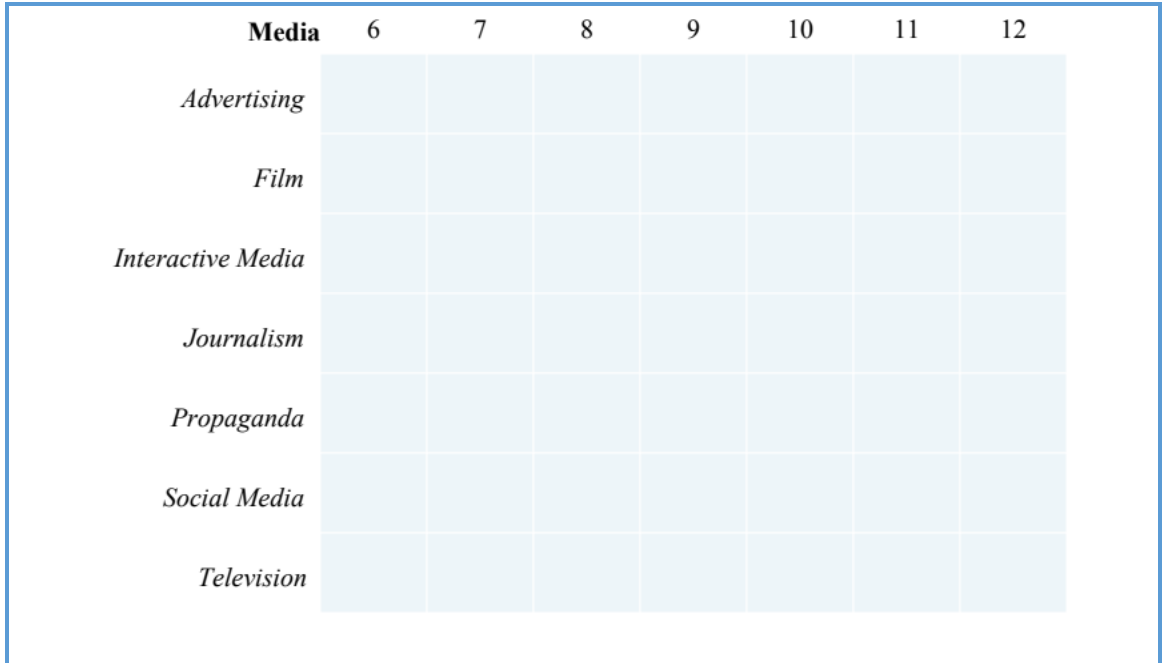 Media 6 7 8 9 10 11 12
Advertising
Film
Interactive Media
Journalism
Propaganda
Social Media
Television